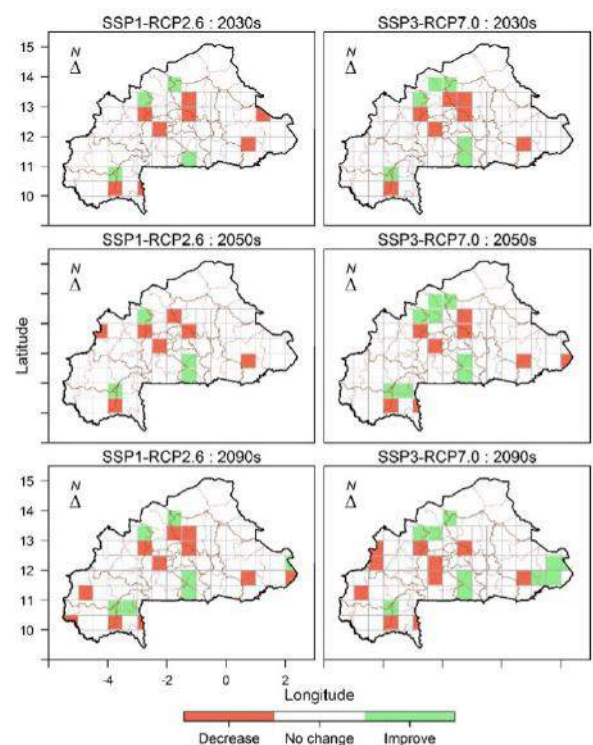 SSP1-RCP2.6 : 2030s SSP3-RCP7.0 : 2030s
15 N N
14 Δ Δ
13
12
11
10
SSP1-RCP2.6 : 2050s SSP3-RCP7.0 : 2050s
N N
Δ Δ
Latitude
SSP1-RCP2.6 : 2090s SSP3-RCP7.0 : 2090s
15 N N
14 Δ Δ
13
12
11
10
-4 -2 0 2
Longitude
Decrease No change Improve